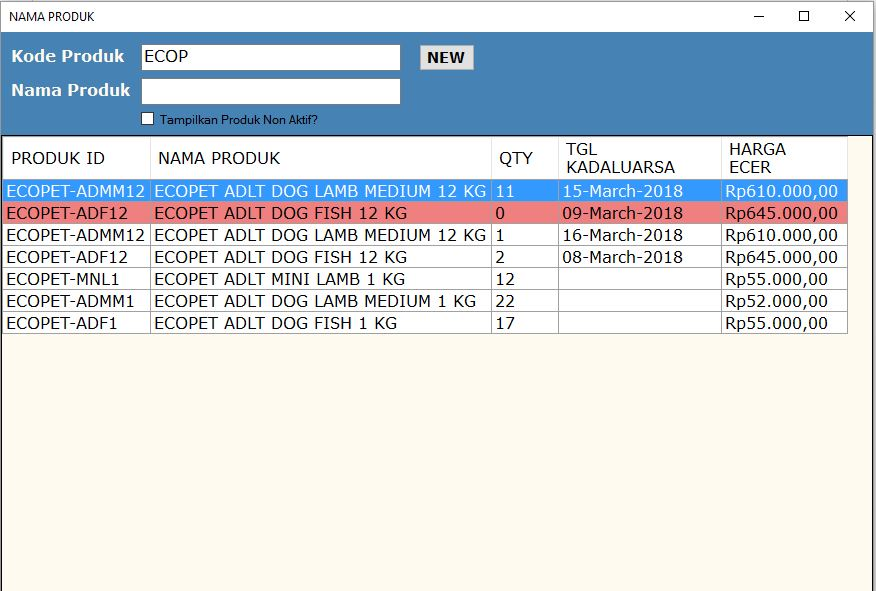 NAMA PRODUK
Kode Produk ECOP NEW
Nama Produk
Tampilkan Produk Non Aktif?
PRODUK ID NAMA PRODUK QTY TGL KADALUARSA HARGA ECER
ECOPET-ADMM12 ECOPET ADLT DOG LAMB MEDIUM 12 KG 11 15-March-2018 Rp610.000,00
ECOPET-ADF12 ECOPET ADLT DOG FISH 12 KG 0 09-March-2018 Rp645.000,00
ECOPET-ADMM12 ECOPET ADLT DOG LAMB MEDIUM 12 KG 1 16-March-2018 Rp610.000,00
ECOPET-ADF12 ECOPET ADLT DOG FISH 12 KG 2 08-March-2018 Rp645.000,00
ECOPET-MNL1 ECOPET ADLT MINI LAMB 1 KG 12 Rp55.000,00
ECOPET-ADMM1 ECOPET ADLT DOG LAMB MEDIUM 1 KG 22 Rp52.000,00
ECOPET-ADF1 ECOPET ADLT DOG FISH 1 KG 17 Rp55.000,00